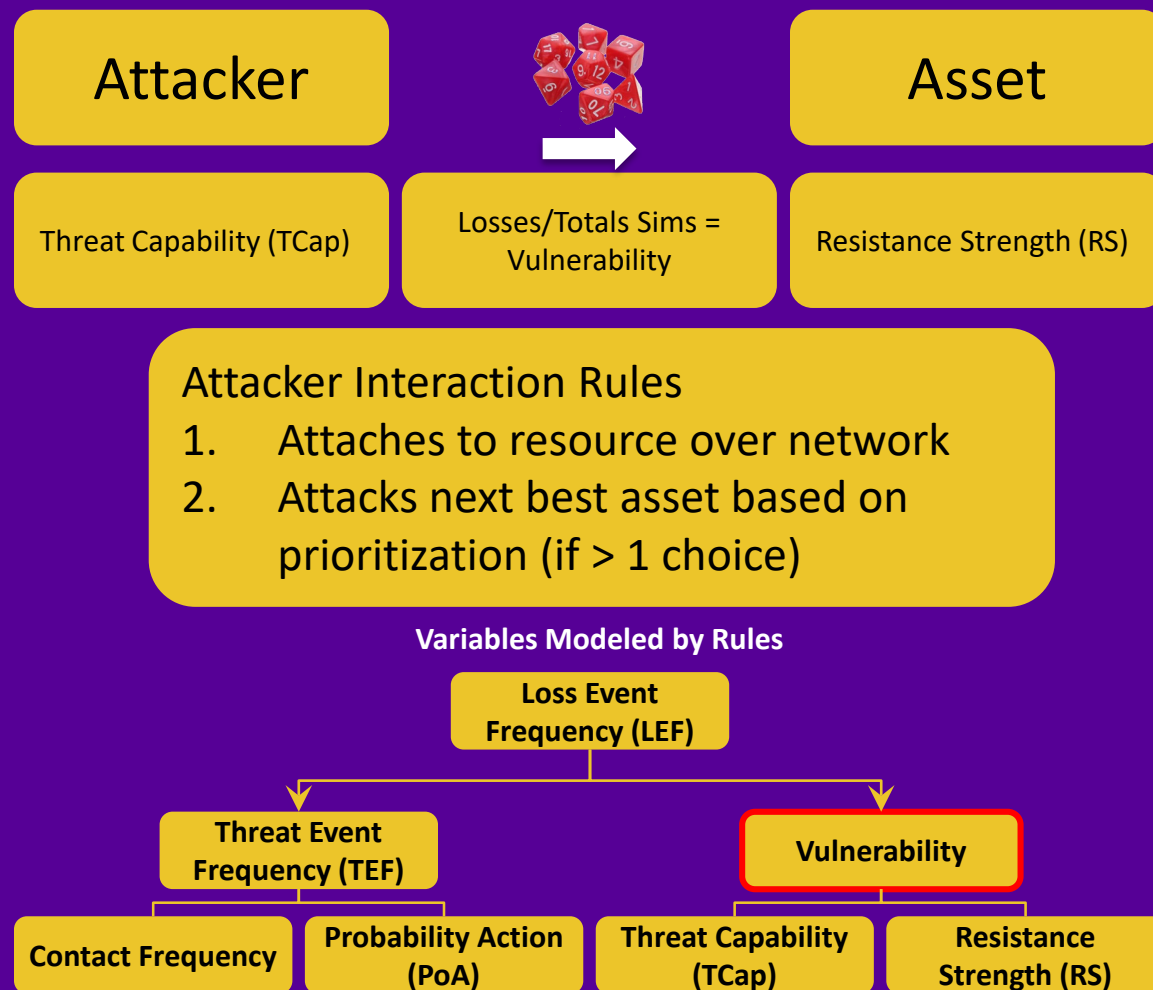 Attacker
Asset
Threat Capability (TCap)
Losses/Totals Sims =
Vulnerability
Resistance Strength (RS)
Attacker Interaction Rules
1. Attaches to resource over network
2. Attacks next best asset based on
prioritization (if > 1 choice)
Variables Modeled by Rules
Loss Event
Frequency (LEF)
Threat Event
Frequency (TEF)
Vulnerability
Contact Frequency
Probability Action
(PoA)
Threat Capability
(TCap)
Resistance
Strength (RS)